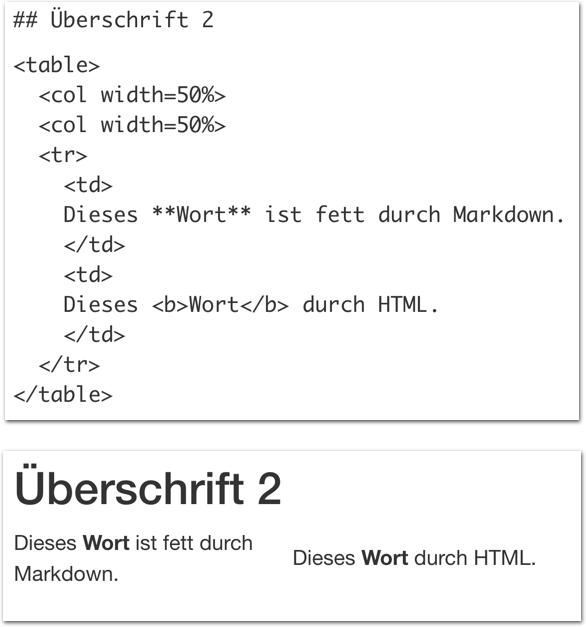 ## Überschrift 2
<table>
  <col width=50%>
  <col width=50%>
  <tr>
    <td>
    Dieses **Wort** ist fett durch Markdown.
    </td>
    <td>
    Dieses <b>Wort</b> durch HTML.
    </td>
  </tr>
</table>
Überschrift 2
Dieses Wort ist fett durch
Markdown.
Dieses Wort durch HTML.